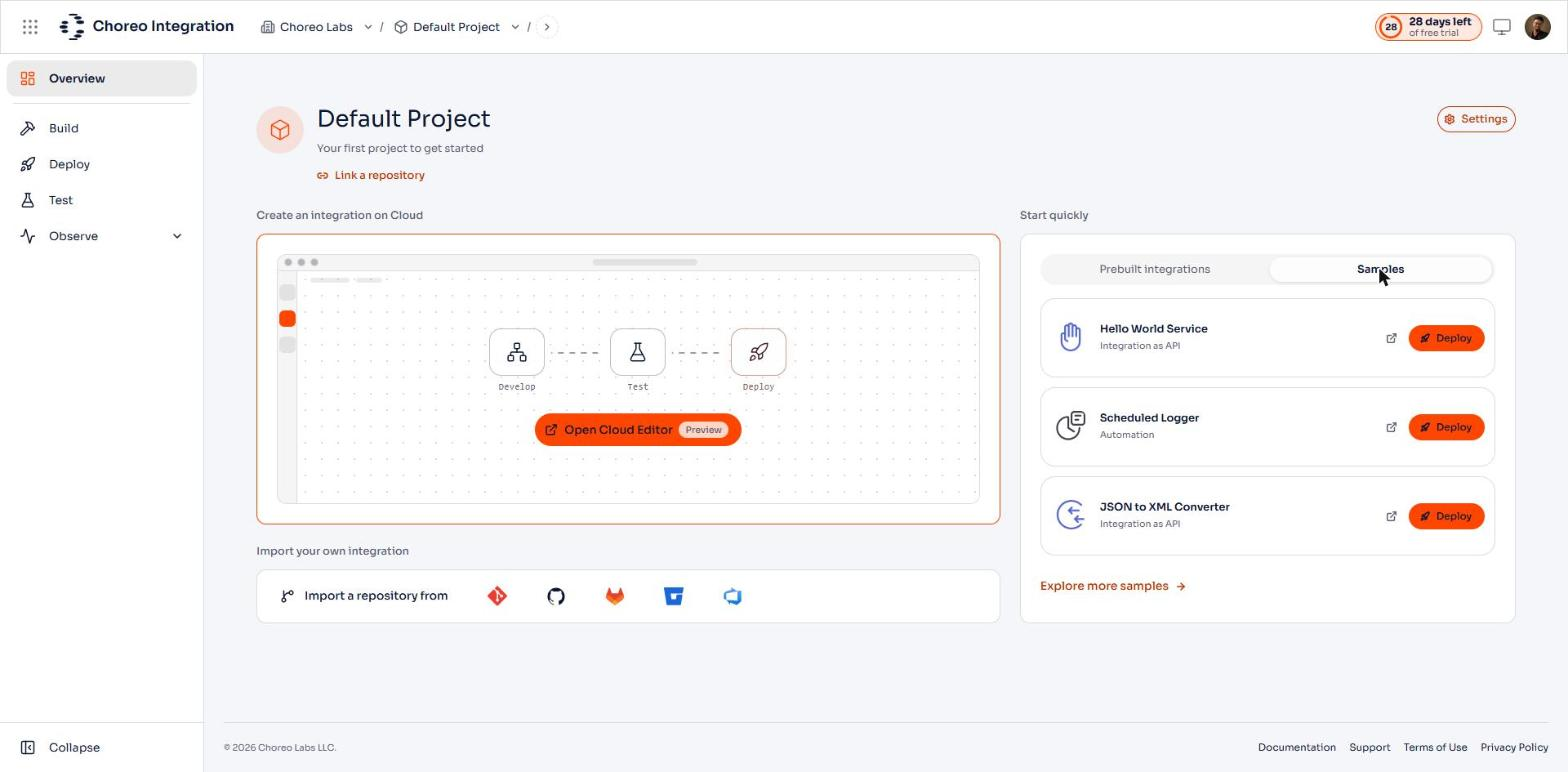 Choreo Integration
Choreo Labs / Default Project /
28 28 days left
of free trial
Overview
Build
Deploy
Test
Observe
Collapse
Default Project
Your first project to get started
Link a repository
Settings
Create an integration on Cloud
Develop
Test
Deploy
Open Cloud Editor Preview
Import your own integration
Import a repository from
Start quickly
Prebuilt integrations Samples
Hello World Service
Integration as API
Deploy
Scheduled Logger
Automation
Deploy
JSON to XML Converter
Integration as API
Deploy
Explore more samples
© 2026 Choreo Labs LLC.
Documentation Support Terms of Use Privacy Policy